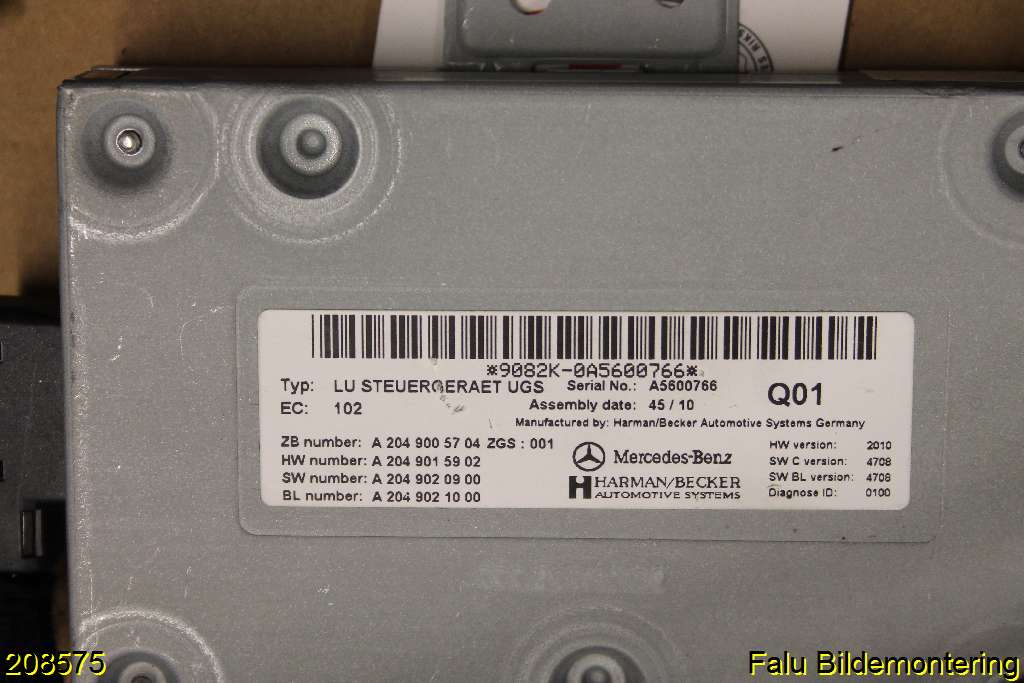 *9082K-0A5600766*
Typ: LU STEUERGERAET UGS Serial No.: A5600766
EC: 102 Assembly date: 45 / 10 Q01
Manufactured by: Harman/Becker Automotive Systems Germany
ZB number: A 204 900 57 04 ZGS : 001 HW version: 2010
HW number: A 204 901 59 02 Mercedes-Benz SW C version: 4708
SW number: A 204 902 09 00 HARMAN/BECKER SW BL version: 4708
BL number: A 204 902 10 00 AUTOMOTIVE SYSTEMS Diagnose ID: 0100
208575 Falu Bildemontering